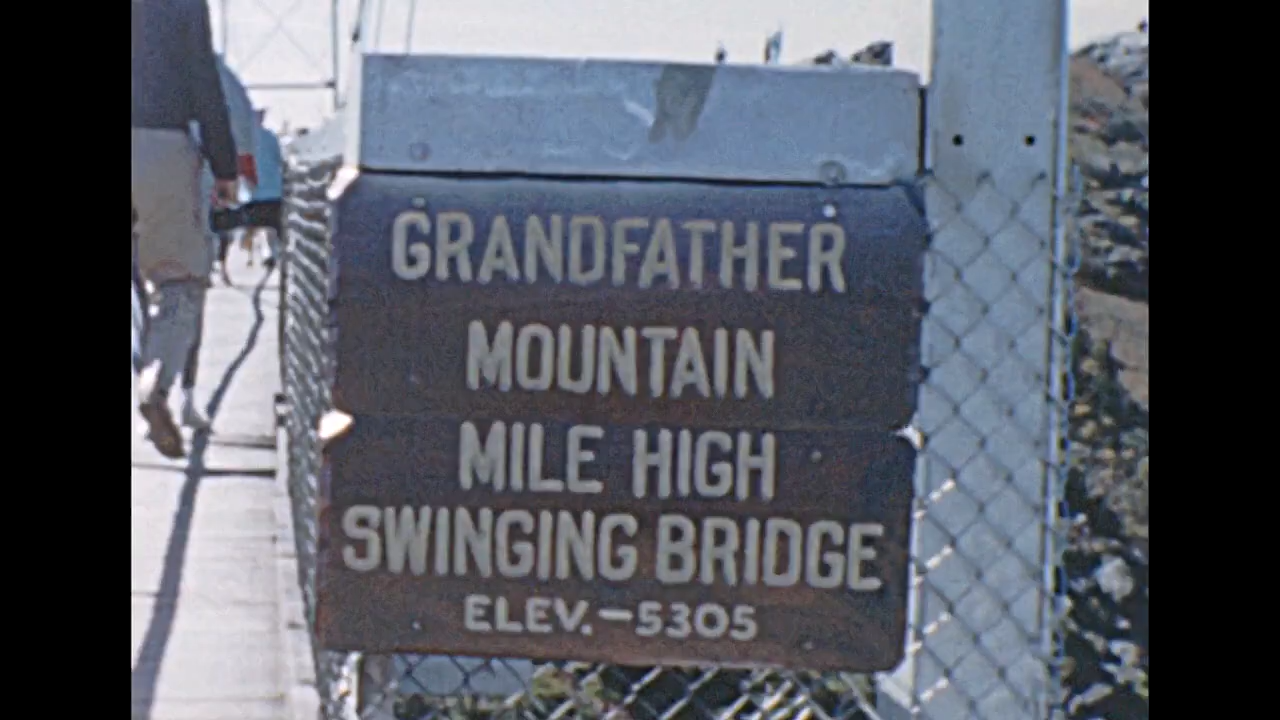 GRANDFATHER
MOUNTAIN
MILE HIGH
SWINGING BRIDGE
ELEV.-5305